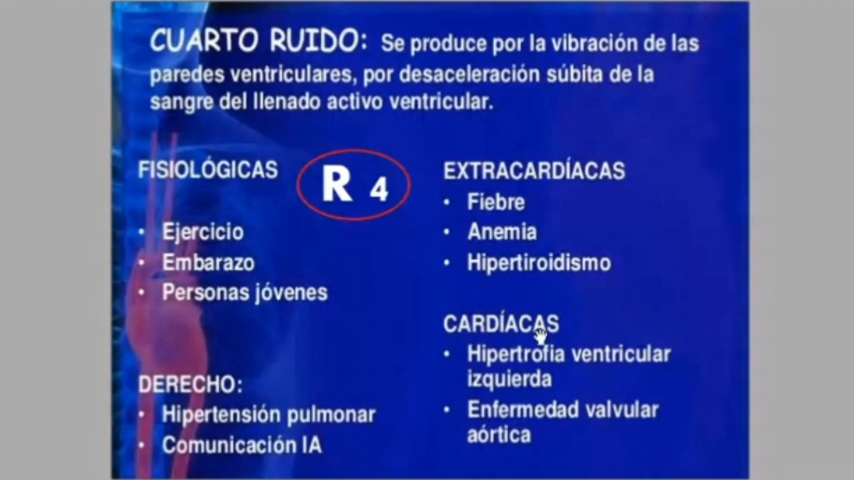 CUARTO RUIDO: Se produce por la vibración de las
paredes ventriculares, por desaceleración súbita de la
sangre del llenado activo ventricular.
FISIOLÓGICAS
R 4
Ejercicio
Embarazo
Personas jóvenes
DERECHO:
Hipertensión pulmonar
Comunicación IA
EXTRACARDÍACAS
Fiebre
Anemia
Hipertiroidismo
CARDÍACAS
Hipertrofia ventricular
izquierda
Enfermedad valvular
aórtica